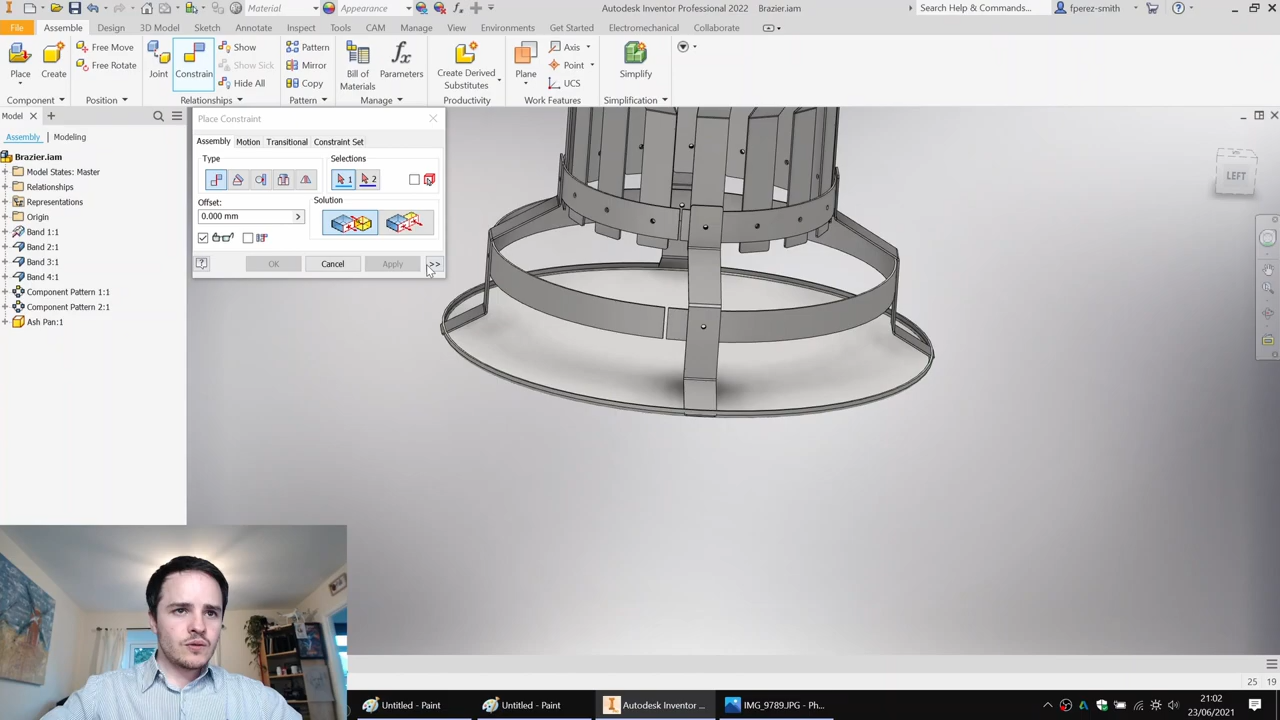 Material
Appearance
Autodesk Inventor Professional 2022 Brazier.iam
Search Help & Commands...
fperez-smith
File Assemble Design 3D Model Sketch Annotate Inspect Tools CAM Manage View Environments Get Started Electromechanical Collaborate
Place
Create
Free Move
Free Rotate
Joint
Constrain
Show
Show Sick
Hide All
Pattern
Mirror
Copy
Bill of Materials
Parameters
Create Derived Substitutes
Plane
Axis
Point
UCS
Simplify
Component Position Relationships Pattern Manage Productivity Work Features Simplification
Model
Assembly Modeling
Brazier.iam
Model States: Master
Relationships
Representations
Origin
Band 1:1
Band 2:1
Band 3:1
Band 4:1
Component Pattern 1:1
Component Pattern 2:1
Ash Pan:1
Place Constraint
Assembly Motion Transitional Constraint Set
Type
Selections
1 2
Offset:
0.000 mm
Solution
OK Cancel Apply >>
LEFT
25 19
Untitled - Paint
Untitled - Paint
Autodesk Inventor ...
IMG_9789.JPG - Ph...
21:02
23/06/2021